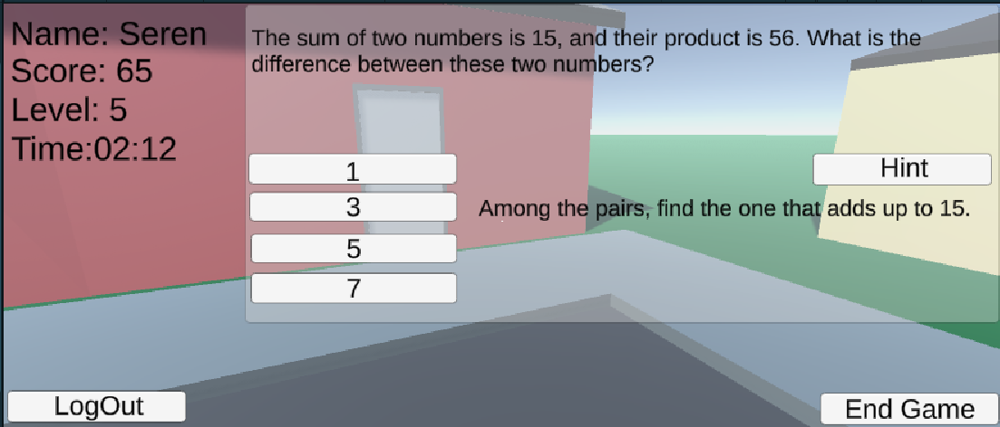 Name: Seren
Score: 65
Level: 5
Time:02:12
The sum of two numbers is 15, and their product is 56. What is the
difference between these two numbers?
1
Hint
3
Among the pairs, find the one that adds up to 15.
5
7
LogOut
End Game